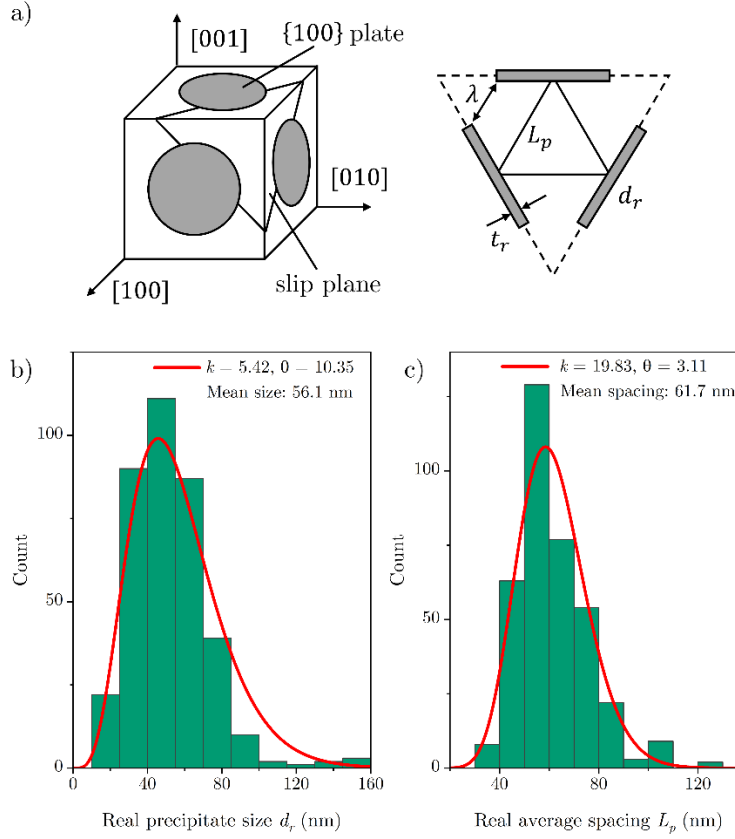 a)
[001]
{100} plate
[010]
[100]
slip plane
λ
L_p
d_r
t_r
b)
k = 5.42, θ = 10.35
Mean size: 56.1 nm
100
50
0
Count
0 40 80 120 160
Real precipitate size d_r (nm)
c)
k = 19.83, θ = 3.11
Mean spacing: 61.7 nm
100
50
0
Count
40 80 120
Real average spacing L_p (nm)